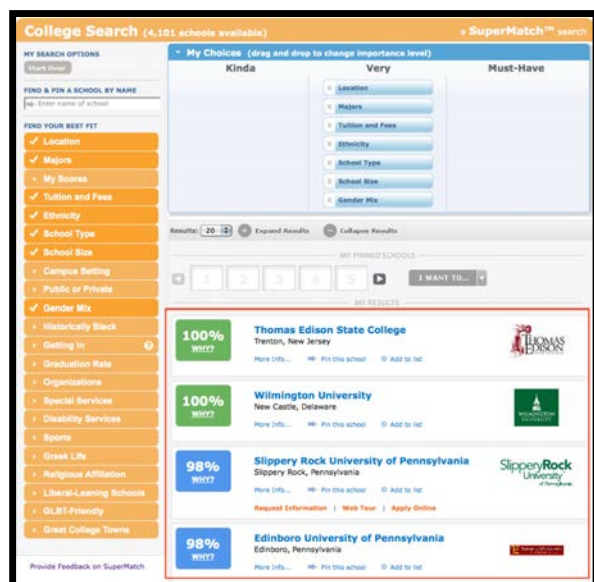 College Search (4,101 schools available)
a SuperMatch™ search
MY SEARCH OPTIONS
Start Over
FIND & PIN A SCHOOL BY NAME
Enter name of school
FIND YOUR BEST FIT
Location
Majors
My Scores
Tuition and Fees
Ethnicity
School Type
School Size
Campus Setting
Public or Private
Gender Mix
Historically Black
Getting in ?
Graduation Rate
Organizations
Special Services
Disability Services
Sports
Greek Life
Religious Affiliation
Liberal-Leaning Schools
GLBT-Friendly
Great College Towns
Provide Feedback on SuperMatch
My Choices (drag and drop to change importance level)
Kinda Very Must-Have
x Location
x Majors
x Tuition and Fees
x Ethnicity
x School Type
x School Size
x Gender Mix
Results: 20 Expand Results Collapse Results
MY PINNED SCHOOLS
1 2 3 4 5 I WANT TO...
MY RESULTS
100%
WHY?
Thomas Edison State College
Trenton, New Jersey
More Info... Pin this school Add to list
THOMAS
EDISON
100%
WHY?
Wilmington University
New Castle, Delaware
More Info... Pin this school Add to list
WILMINGTON
UNIVERSITY
98%
WHY?
Slippery Rock University of Pennsylvania
Slippery Rock, Pennsylvania
More Info... Pin this school Add to list
Request Information | Web Tour | Apply Online
SlipperyRock
University
of Pennsylvania
98%
WHY?
Edinboro University of Pennsylvania
Edinboro, Pennsylvania
More Info... Pin this school Add to list